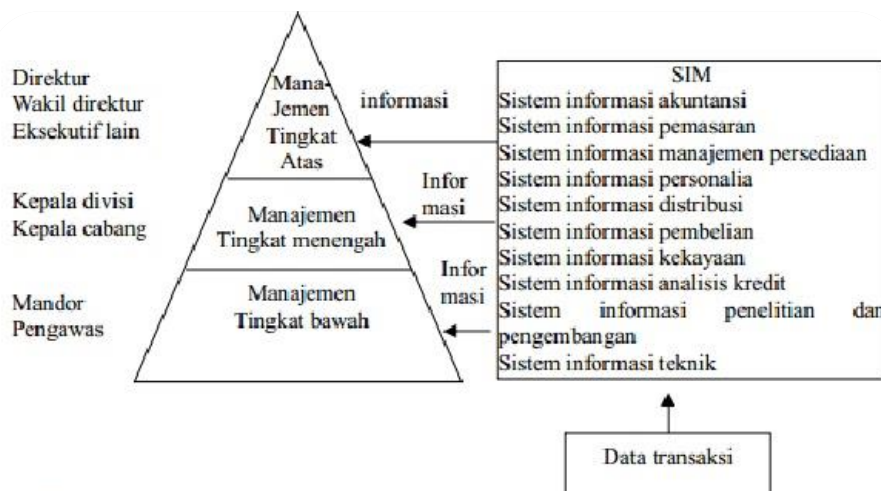 Direktur
Wakil direktur
Eksekutif lain
Kepala divisi
Kepala cabang
Mandor
Pengawas
Mana-
Jemen
Tingkat
Atas
Manajemen
Tingkat menengah
Manajemen
Tingkat bawah
informasi
Infor
masi
Infor
masi
SIM
Sistem informasi akuntansi
Sistem informasi pemasaran
Sistem informasi manajemen persediaan
Sistem informasi personalia
Sistem informasi distribusi
Sistem informasi pembelian
Sistem informasi kekayaan
Sistem informasi analisis kredit
Sistem informasi penelitian dan
pengembangan
Sistem informasi teknik
Data transaksi